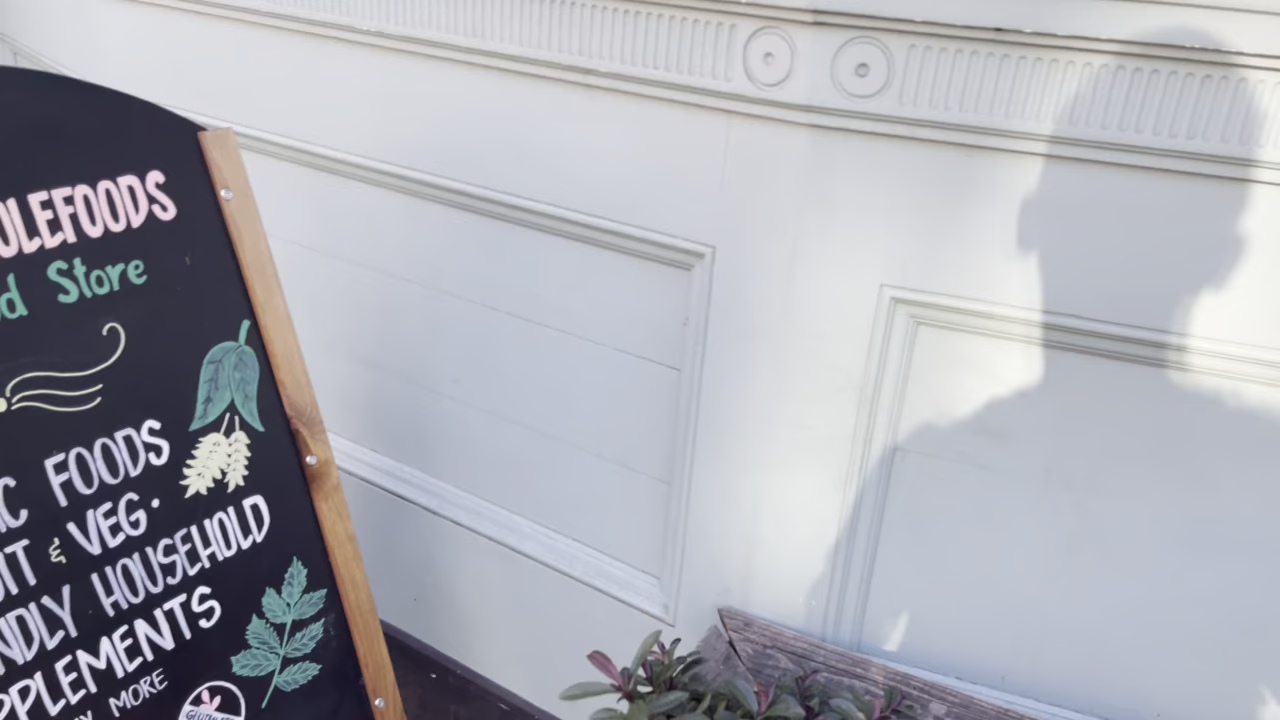 OLEFOODS
d Store
C FOODS
IT & VEG.
NDLY HOUSEHOLD
PPLEMENTS
Y MORE